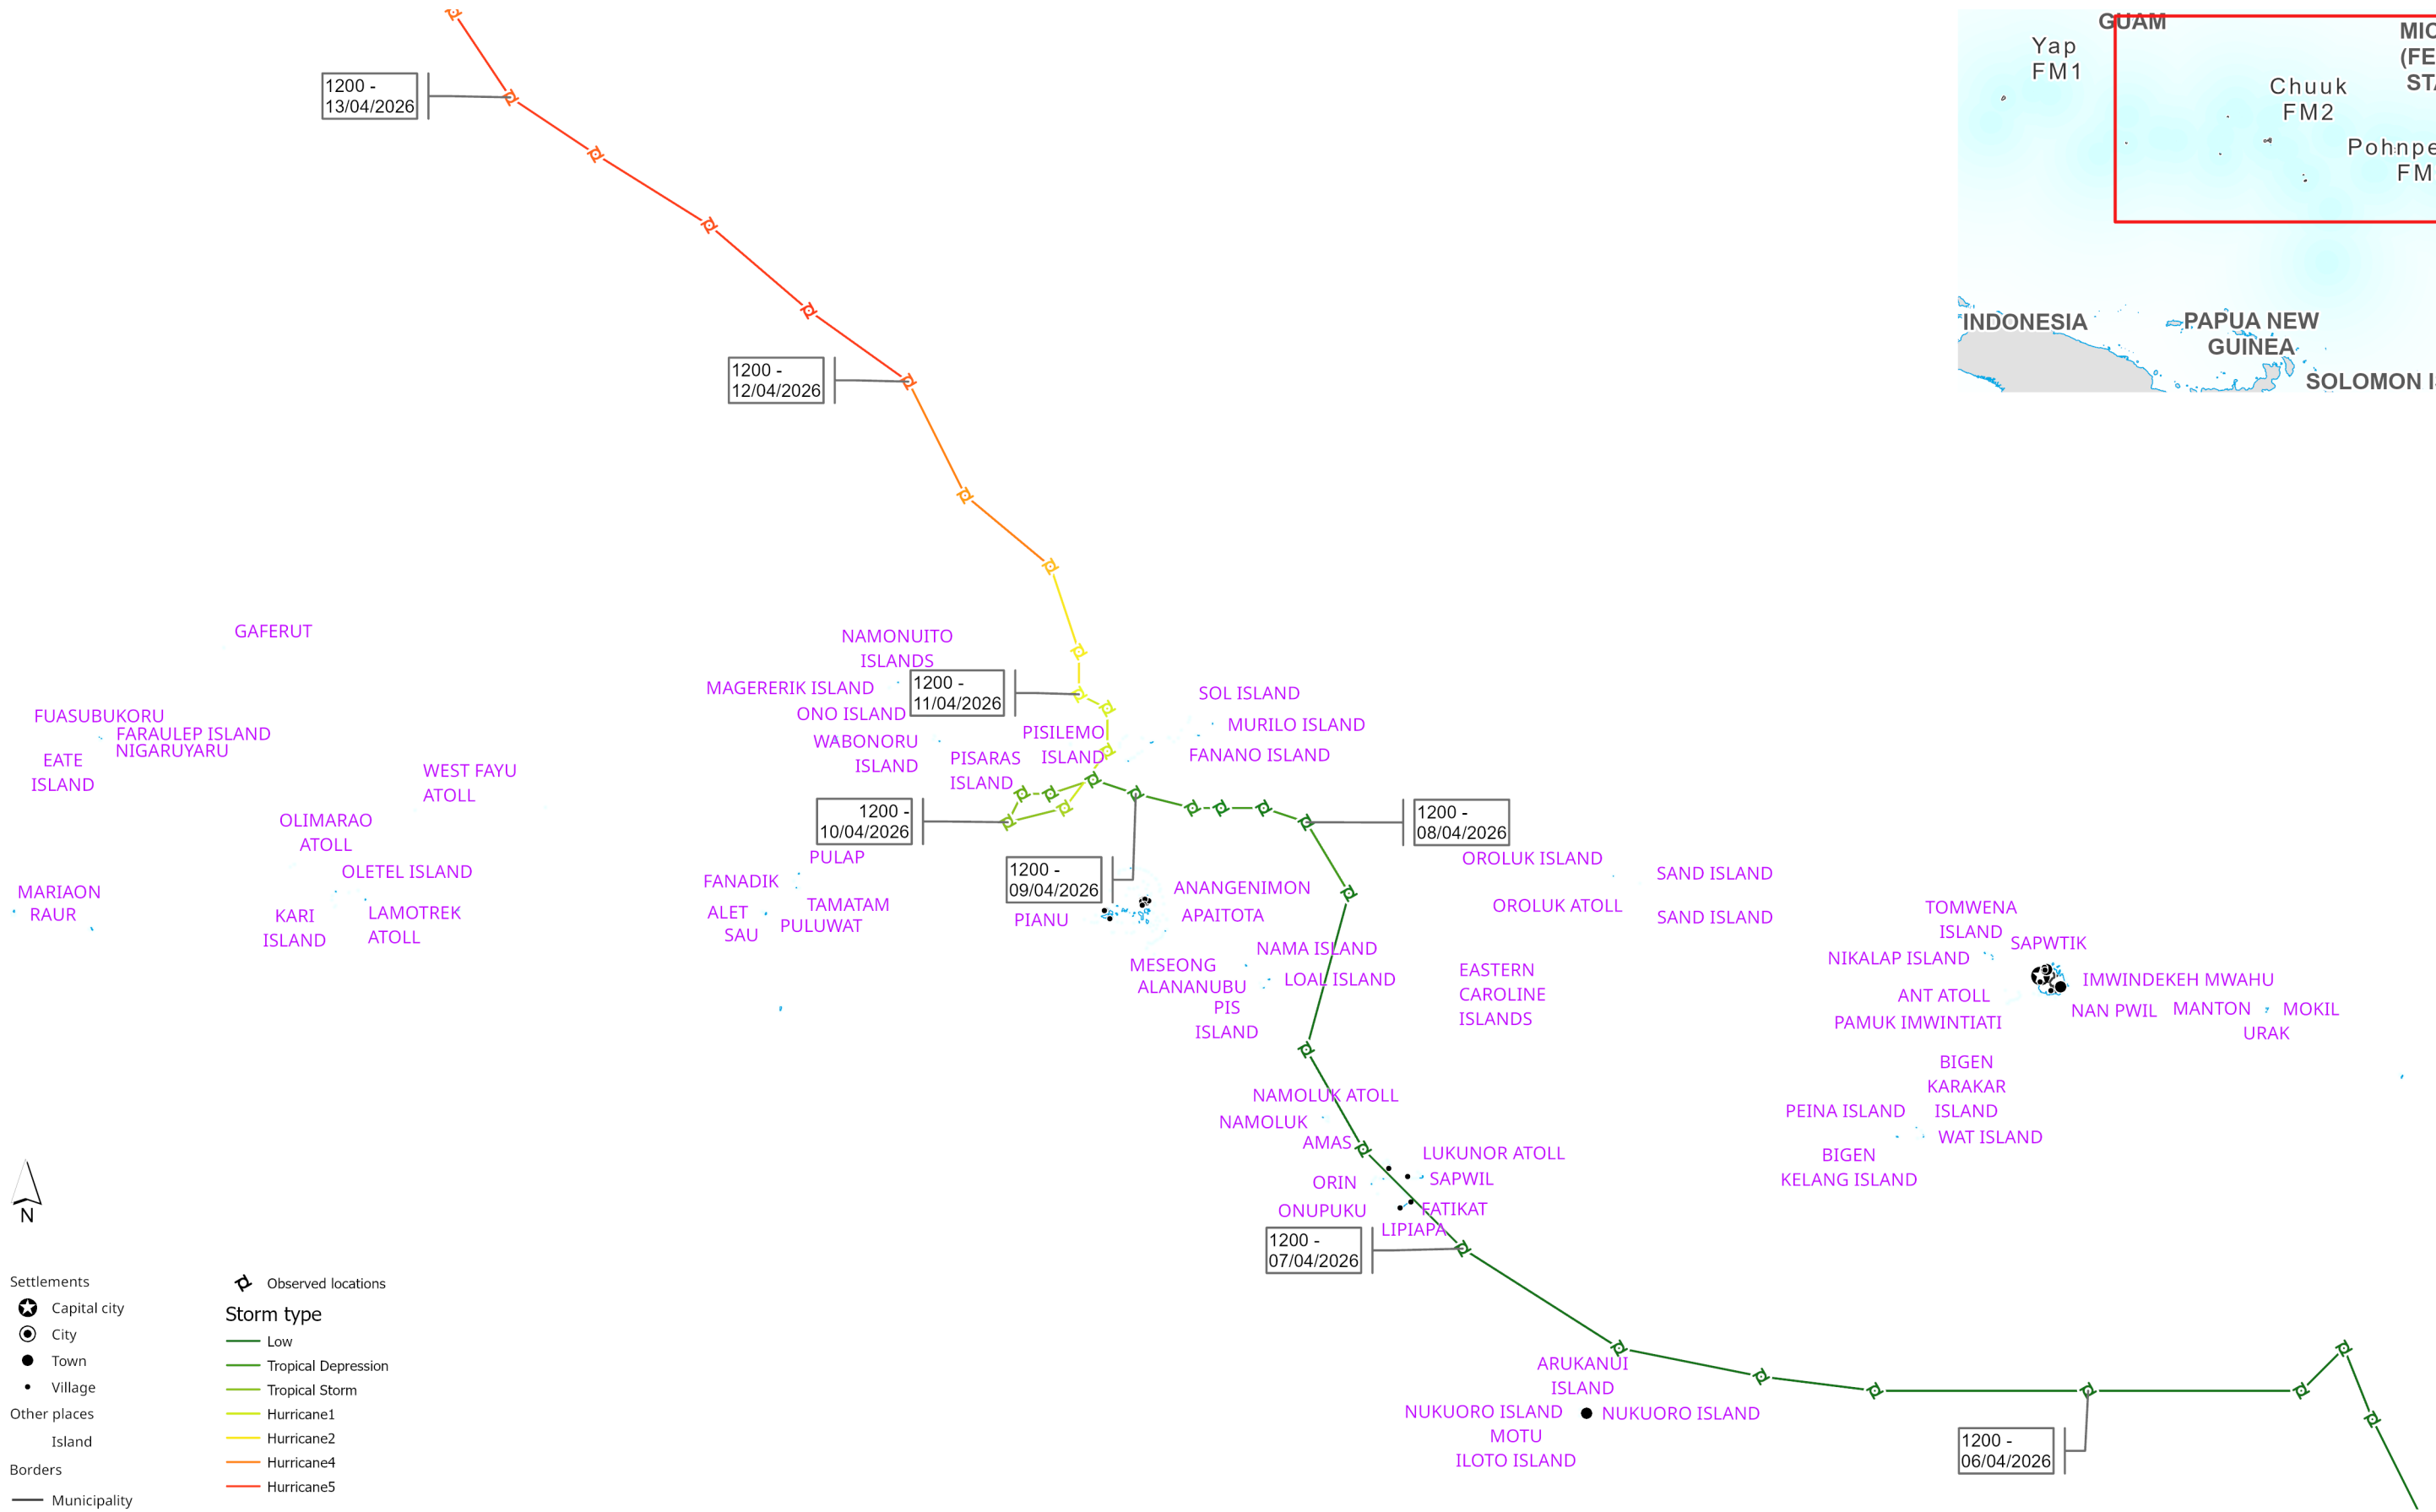 GUAM
MIC
(FE
STA
Yap
FM1
Chuuk
FM2
Pohnpe
FM
INDONESIA
PAPUA NEW
GUINEA
SOLOMON I
1200 -
13/04/2026
1200 -
12/04/2026
GAFERUT
NAMONUITO
ISLANDS
MAGERERIK ISLAND
1200 -
11/04/2026
ONO ISLAND
SOL ISLAND
MURILO ISLAND
FANANO ISLAND
FUASUBUKORU
FARAULEP ISLAND
NIGARUYARU
EATE
ISLAND
WABONORU
ISLAND
PISARAS
ISLAND
PISILEMO
ISLAND
WEST FAYU
ATOLL
OLIMARAO
ATOLL
1200 -
10/04/2026
1200 -
08/04/2026
PULAP
1200 -
09/04/2026
OROLUK ISLAND
SAND ISLAND
OLETEL ISLAND
FANADIK
ANANGENIMON
MARIAON
RAUR
KARI
ISLAND
LAMOTREK
ATOLL
ALET
SAU
TAMATAM
PULUWAT
PIANU
APAITOTA
OROLUK ATOLL
SAND ISLAND
TOMWENA
ISLAND
SAPWTIK
NAMA ISLAND
NIKALAP ISLAND
MESEONG
ALANANUBU
LOAL ISLAND
PIS
ISLAND
EASTERN
CAROLINE
ISLANDS
IMWINDEKEH MWAHU
ANT ATOLL
NAN PWIL
MANTON
MOKIL
PAMUK IMWINTIATI
URAK
BIGEN
KARAKAR
ISLAND
NAMOLUK ATOLL
NAMOLUK
PEINA ISLAND
AMAS
WAT ISLAND
LUKUNOR ATOLL
BIGEN
KELANG ISLAND
ORIN
SAPWIL
ONUPUKU
FATIKAT
LIPIAPA
1200 -
07/04/2026
ARUKANUI
ISLAND
NUKUORO ISLAND
NUKUORO ISLAND
MOTU
ILOTO ISLAND
1200 -
06/04/2026
N
Settlements
Capital city
City
Town
Village
Other places
Island
Borders
Municipality
Observed locations
Storm type
Low
Tropical Depression
Tropical Storm
Hurricane1
Hurricane2
Hurricane4
Hurricane5